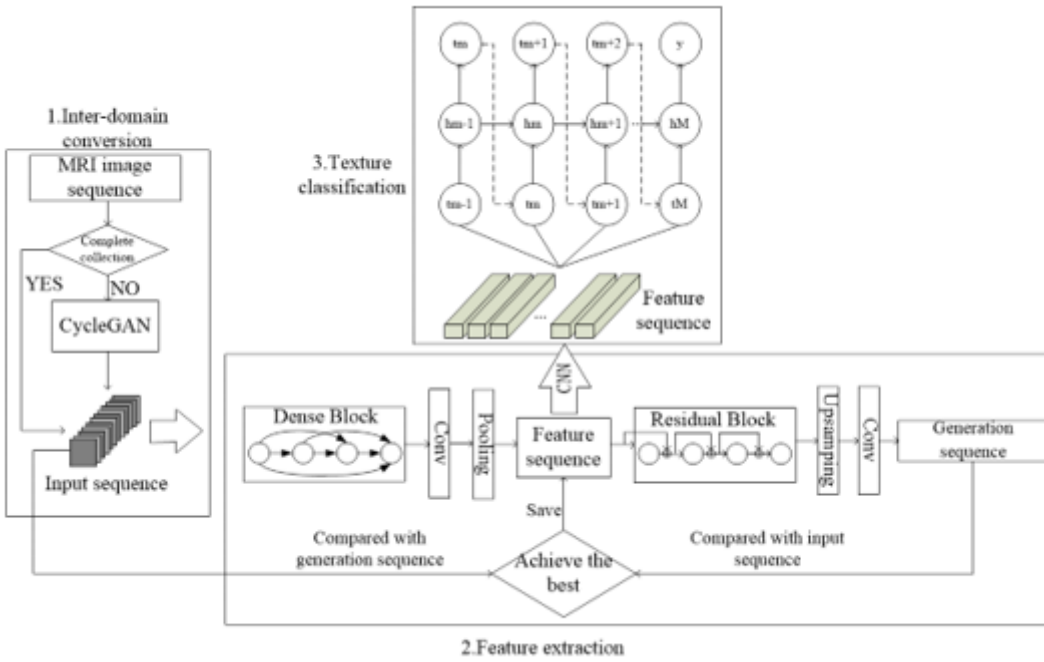 tm
tm+1
tm+2
y
1.Inter-domain
conversion
hm-1
hm
hm+1
...
hM
MRI image
sequence
3.Texture
classification
tm-1
tm
tm+1
tM
Complete
collection
YES
NO
CycleGAN
...
Feature
sequence
CNN
Dense Block
Conv
Pooling
Feature
sequence
Residual Block
Upsamping
Conv
Generation
sequence
Input sequence
Save
Compared with
generation sequence
Achieve the
best
Compared with input
sequence
2.Feature extraction